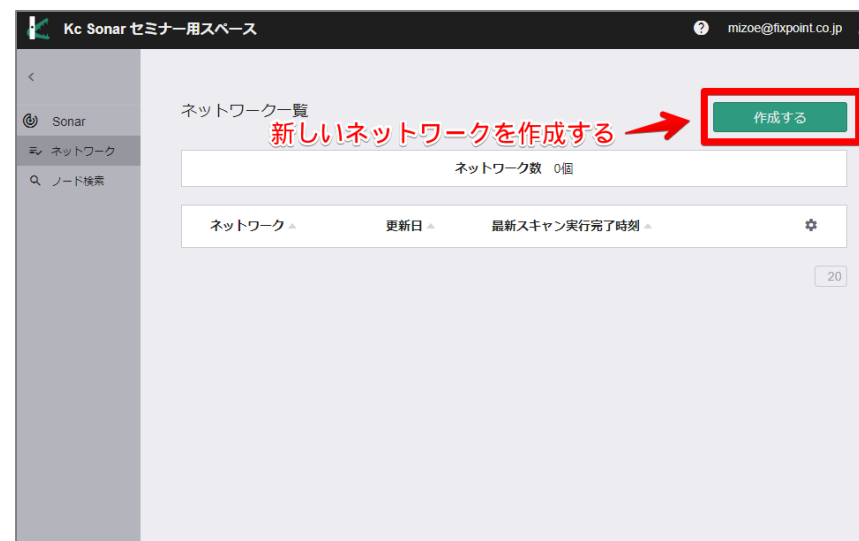 Kc Sonar セミナー用スペース
? mizoe@fixpoint.co.jp
Sonar
ネットワーク
ノード検索
ネットワーク一覧
新しいネットワークを作成する
作成する
ネットワーク数 0個
ネットワーク 更新日 最新スキャン実行完了時刻
20